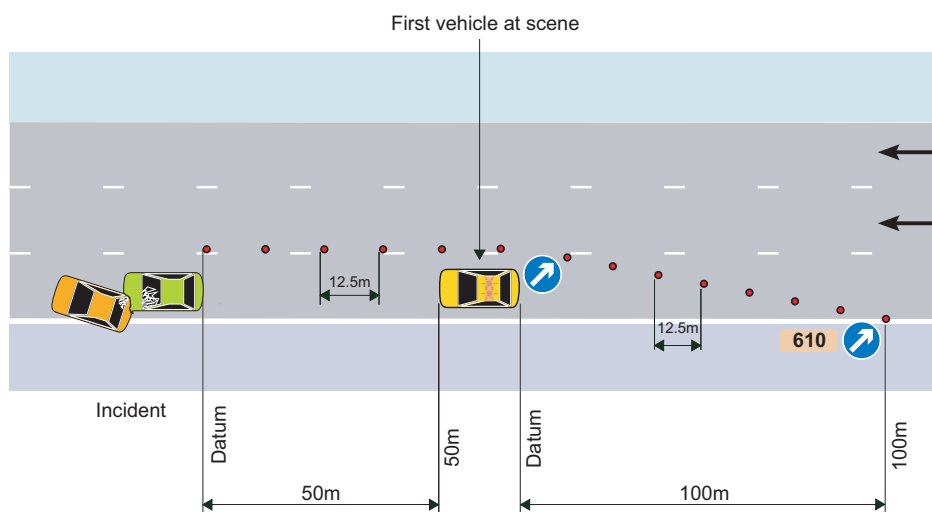 First vehicle at scene
12.5m
12.5m
610
Incident
Datum
50m
Datum
100m
50m
100m